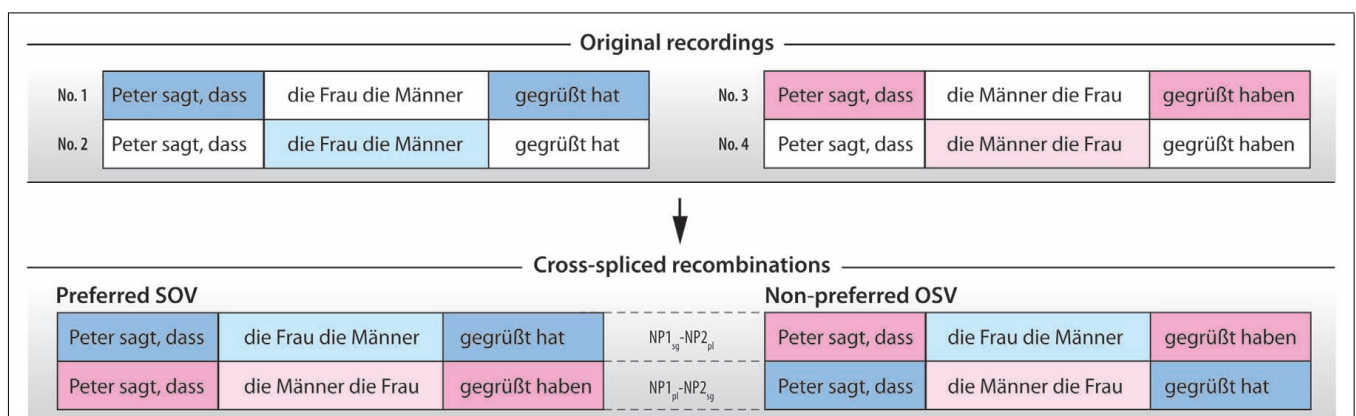 Original recordings
No. 1 Peter sagt, dass die Frau die Männer gegrüßt hat No. 3 Peter sagt, dass die Männer die Frau gegrüßt haben
No. 2 Peter sagt, dass die Frau die Männer gegrüßt hat No. 4 Peter sagt, dass die Männer die Frau gegrüßt haben
Cross-spliced recombinations
Preferred SOV Non-preferred OSV
Peter sagt, dass die Frau die Männer gegrüßt hat NP1sg-NP2pl Peter sagt, dass die Frau die Männer gegrüßt haben
Peter sagt, dass die Männer die Frau gegrüßt haben NP1pl-NP2sg Peter sagt, dass die Männer die Frau gegrüßt hat